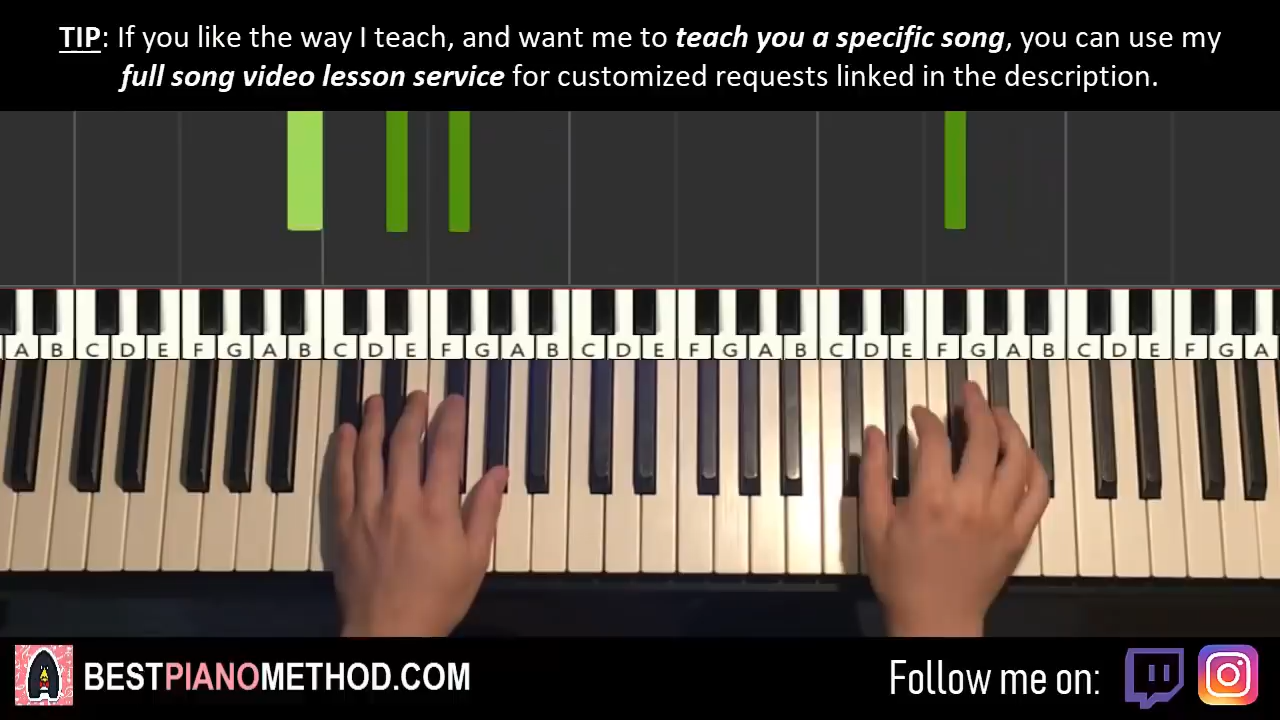 TIP: If you like the way I teach, and want me to teach you a specific song, you can use my
full song video lesson service for customized requests linked in the description.
A B C D E F G A B C D E F G A B C D E F G A B C D E F G A B C D E F G A
BESTPIANOMETHOD.COM
Follow me on: